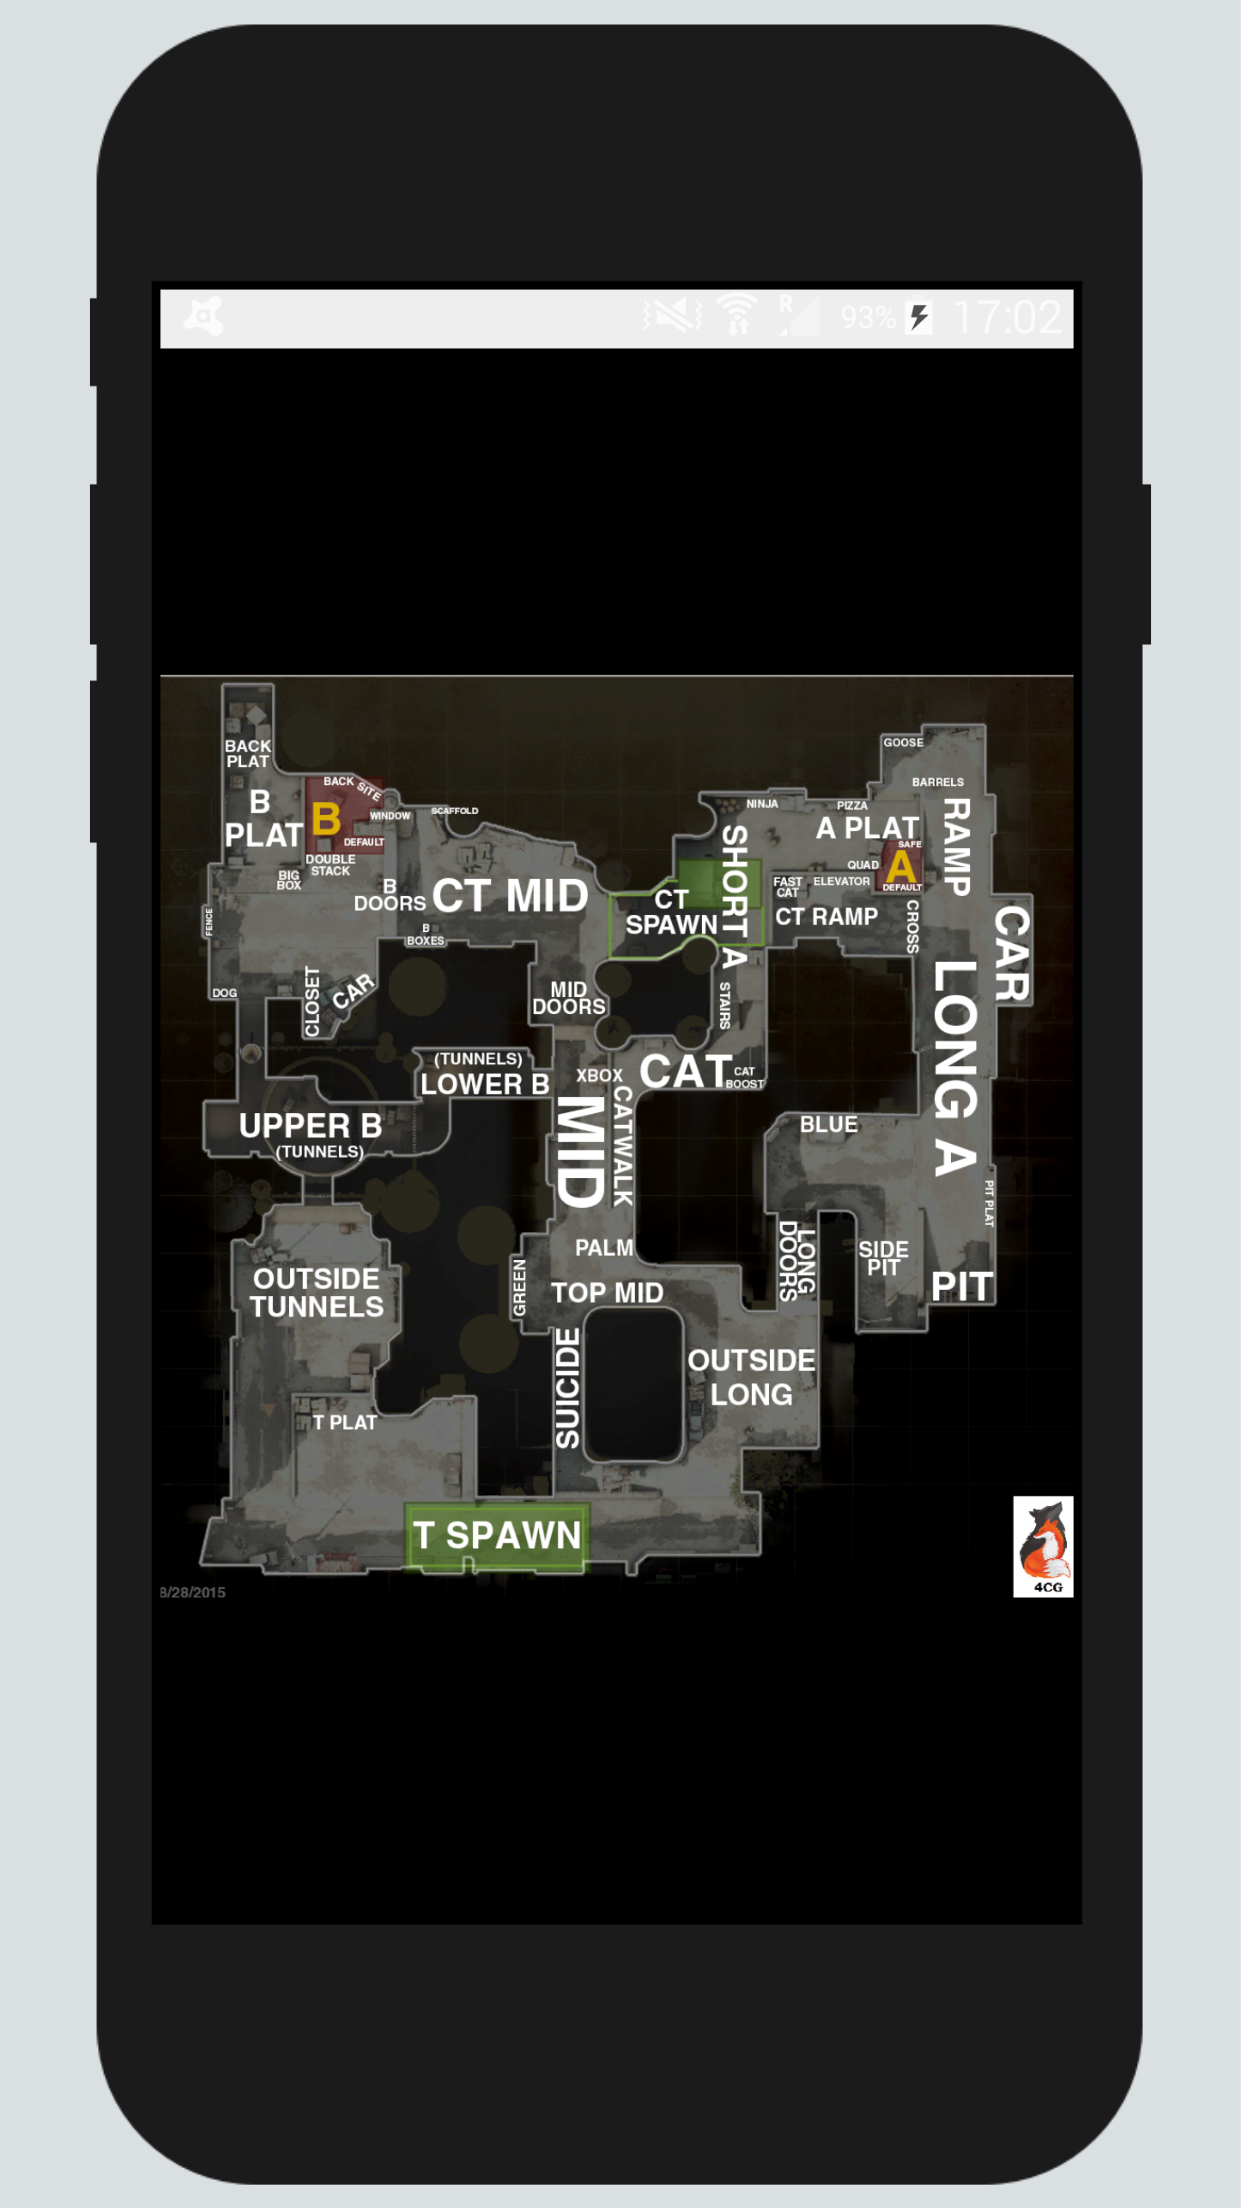 R 93% 17:02
BACK
PLAT
B
PLAT
B
BACK SITE
WINDOW
DEFAULT
DOUBLE
STACK
BIG
BOX
SCAFFOLD
B
DOORS
CT MID
B
BOXES
FENCE
DOG
CLOSET
CAR
GOOSE
BARRELS
RAMP
NINJA
PIZZA
A PLAT
SAFE
A
DEFAULT
QUAD
ELEVATOR
FAST
CAT
SHORT A
CT
SPAWN
CT RAMP
CROSS
CAR
LONG A
MID
DOORS
STAIRS
(TUNNELS)
LOWER B
XBOX
CAT
CAT
BOOST
CATWALK
MID
UPPER B
(TUNNELS)
BLUE
PIT PLAT
LONG
DOORS
SIDE
PIT
PIT
PALM
GREEN
TOP MID
OUTSIDE
TUNNELS
SUICIDE
OUTSIDE
LONG
T PLAT
T SPAWN
8/28/2015
4CG